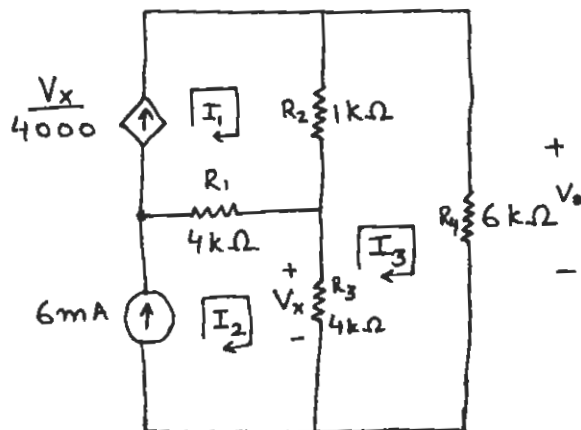 Vx
4000
I1
R2
1kΩ
R1
4kΩ
+
Vo
-
R4
6kΩ
I3
6mA
I2
+
Vx
-
R3
4kΩ